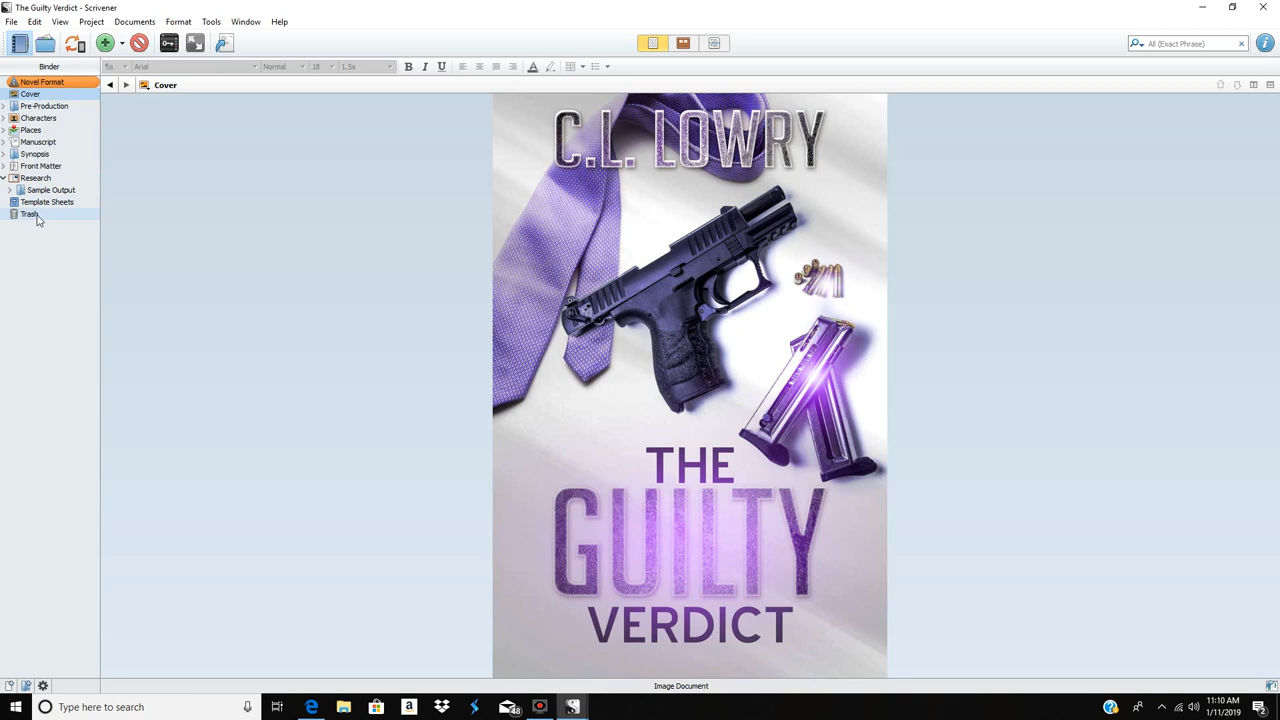 The Guilty Verdict - Scrivener
File Edit View Project Documents Format Tools Window Help
All (Exact Phrase)
Binder
Arial Normal 18 1.5x B I U A
Novel Format
Cover
Cover
Pre-Production
Characters
Places
Manuscript
Synopsis
Front Matter
Research
Sample Output
Template Sheets
Trash
C.L. LOWRY
THE
GUILTY
VERDICT
Image Document
Type here to search
48
11:10 AM
1/11/2019
2